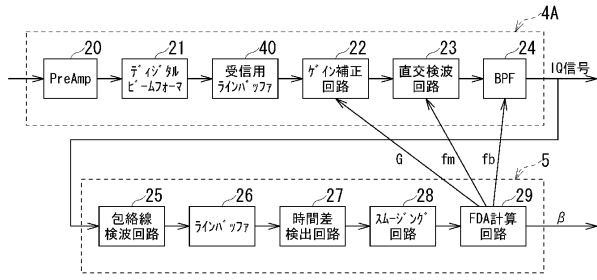 4A
20
21
40
22
23
24
PreAmp
ﾃﾞｨｼﾞﾀﾙ
ﾋﾞｰﾑﾌｫｰﾏ
受信用
ﾗｲﾝﾊﾞｯﾌｧ
ｹﾞｲﾝ補正
回路
直交検波
回路
BPF
IQ信号
G
fm
fb
5
25
26
27
28
29
包絡線
検波回路
ﾗｲﾝﾊﾞｯﾌｧ
時間差
検出回路
ｽﾑｰｼﾞﾝｸﾞ
回路
FDA計算
回路
β